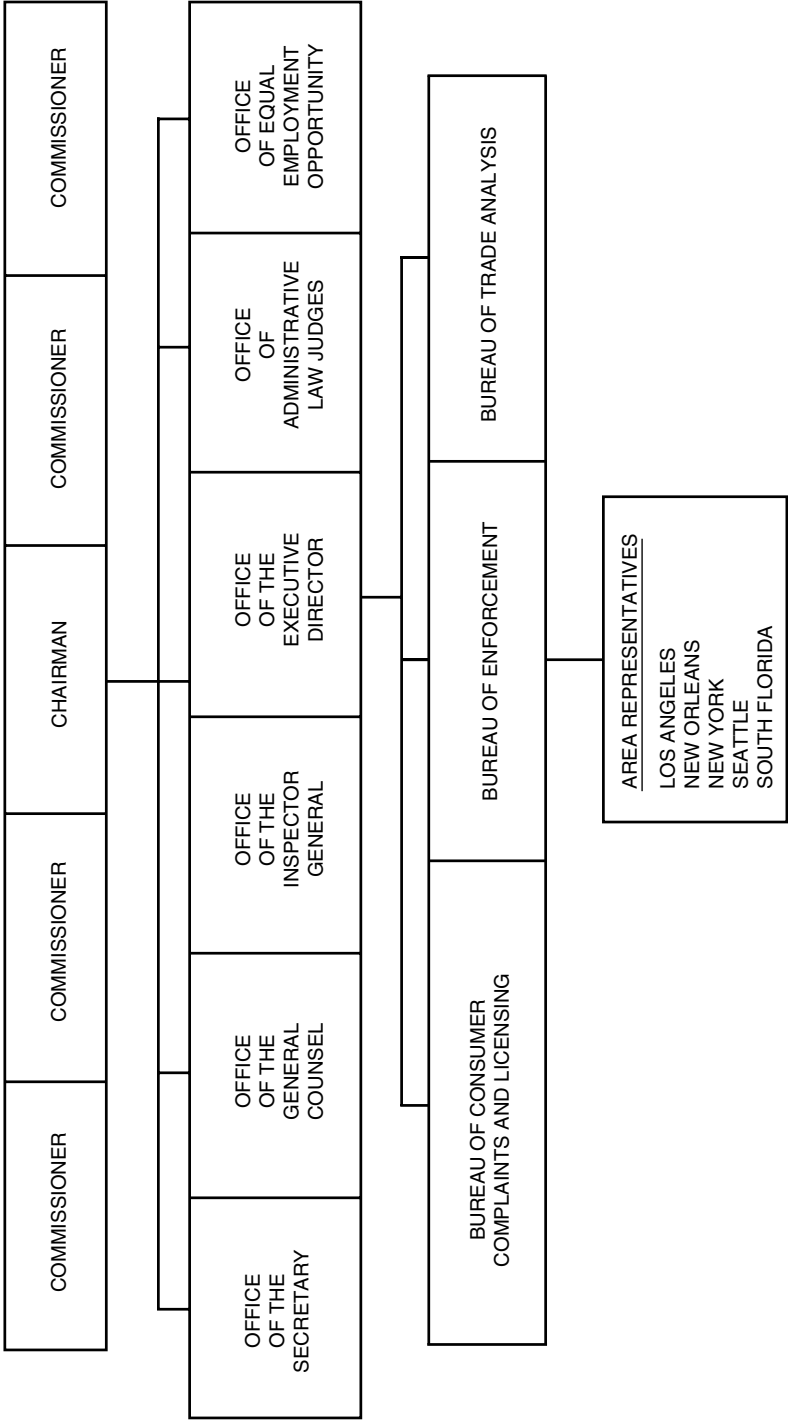 COMMISSIONER
COMMISSIONER
CHAIRMAN
COMMISSIONER
COMMISSIONER
OFFICE
OF THE
SECRETARY
OFFICE
OF THE
GENERAL
COUNSEL
OFFICE
OF THE
INSPECTOR
GENERAL
OFFICE
OF THE
EXECUTIVE
DIRECTOR
OFFICE
OF
ADMINISTRATIVE
LAW JUDGES
OFFICE
OF EQUAL
EMPLOYMENT
OPPORTUNITY
BUREAU OF CONSUMER
COMPLAINTS AND LICENSING
BUREAU OF ENFORCEMENT
BUREAU OF TRADE ANALYSIS
AREA REPRESENTATIVES
LOS ANGELES
NEW ORLEANS
NEW YORK
SEATTLE
SOUTH FLORIDA